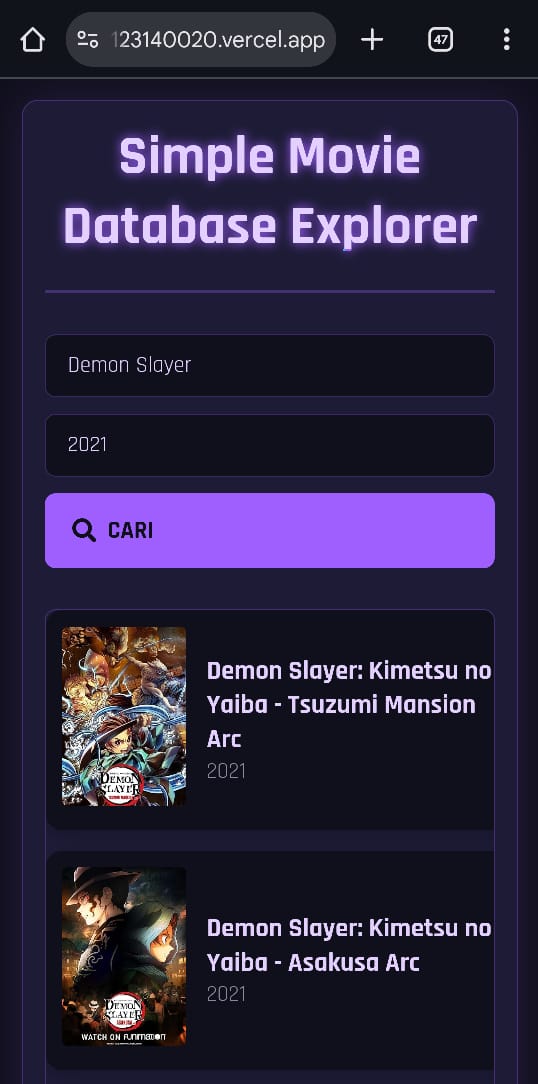 123140020.vercel.app
47
Simple Movie
Database Explorer
Demon Slayer
2021
CARI
DEMON
SLAYER
Demon Slayer: Kimetsu no
Yaiba - Tsuzumi Mansion
Arc
2021
DEMON
SLAYER
WATCH ON FUNIMATION
Demon Slayer: Kimetsu no
Yaiba - Asakusa Arc
2021